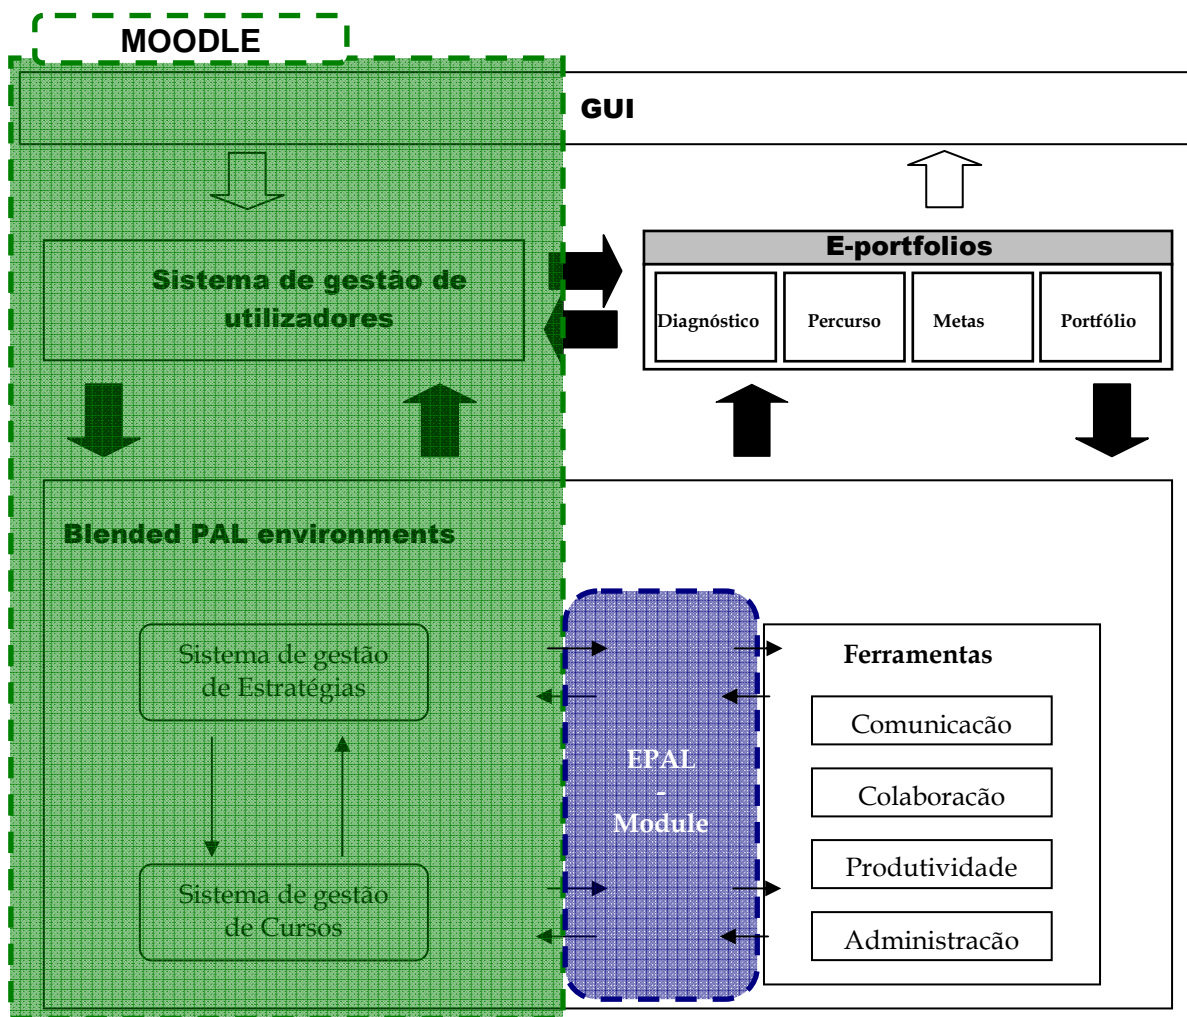 MOODLE
GUI
Sistema de gestão de
utilizadores
E-portfolios
Diagnóstico
Percurso
Metas
Portfólio
Blended PAL environments
Sistema de gestão
de Estratégias
Sistema de gestão
de Cursos
EPAL
-
Module
Ferramentas
Comunicacão
Colaboracão
Produtividade
Administracão